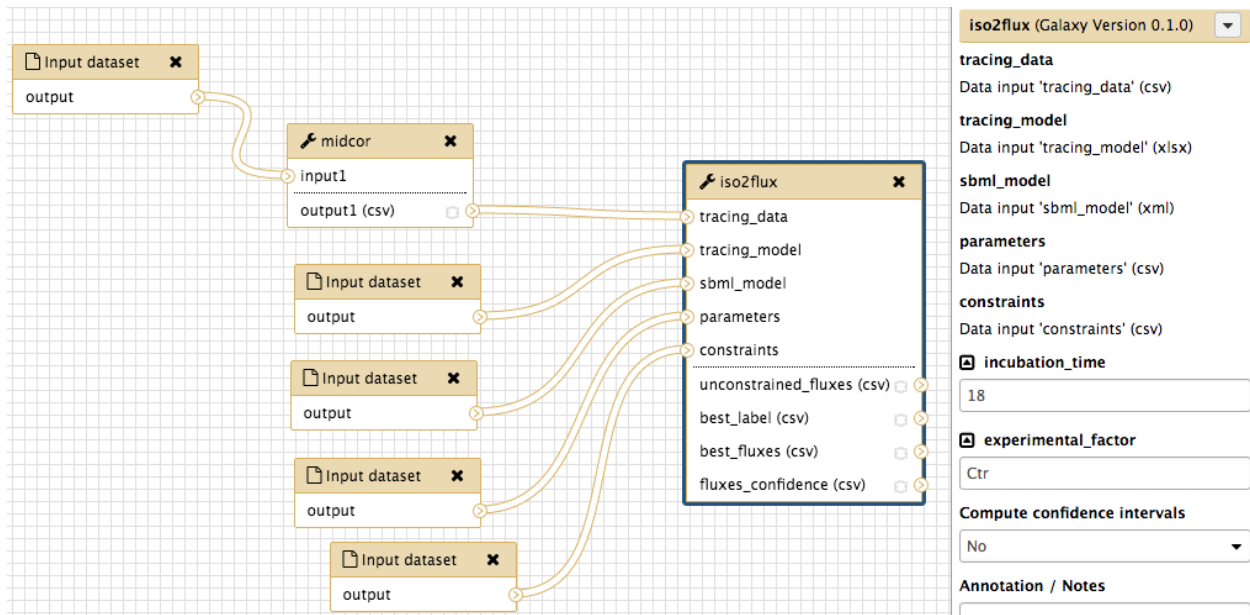 Input dataset
output
midcor
input1
output1 (csv)
Input dataset
output
Input dataset
output
Input dataset
output
Input dataset
output
iso2flux
tracing_data
tracing_model
sbml_model
parameters
constraints
unconstrained_fluxes (csv)
best_label (csv)
best_fluxes (csv)
fluxes_confidence (csv)
iso2flux (Galaxy Version 0.1.0)
tracing_data
Data input 'tracing_data' (csv)
tracing_model
Data input 'tracing_model' (xlsx)
sbml_model
Data input 'sbml_model' (xml)
parameters
Data input 'parameters' (csv)
constraints
Data input 'constraints' (csv)
incubation_time
18
experimental_factor
Ctr
Compute confidence intervals
No
Annotation / Notes